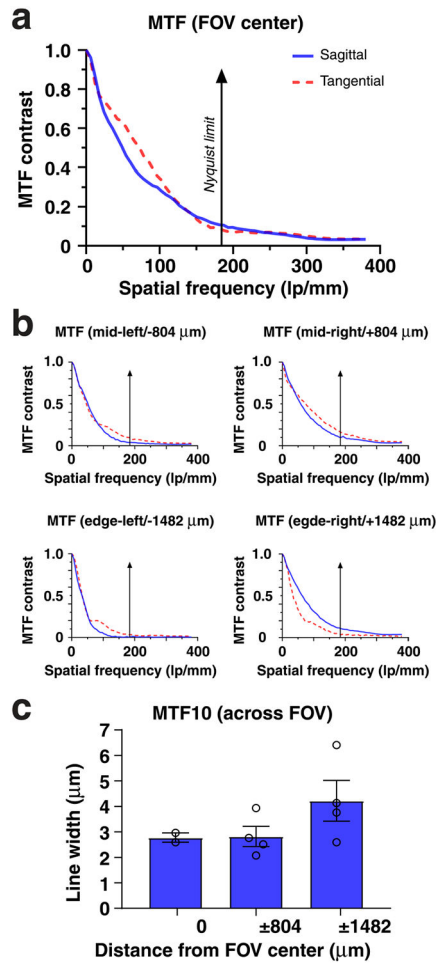 a
MTF (FOV center)
Sagittal
Tangential
MTF contrast
1.0
0.8
0.6
0.4
0.2
0
Nyquist limit
0 100 200 300 400
Spatial frequency (lp/mm)
b
MTF (mid-left/-804 μm)
MTF contrast
1.0
0.5
0
0 200 400
Spatial frequency (lp/mm)
MTF (mid-right/+804 μm)
MTF contrast
1.0
0.5
0
0 200 400
Spatial frequency (lp/mm)
MTF (edge-left/-1482 μm)
MTF contrast
1.0
0.5
0
0 200 400
Spatial frequency (lp/mm)
MTF (egde-right/+1482 μm)
MTF contrast
1.0
0.5
0
0 200 400
Spatial frequency (lp/mm)
c
MTF10 (across FOV)
Line width (μm)
7
6
5
4
3
2
1
0
0 ±804 ±1482
Distance from FOV center (μm)